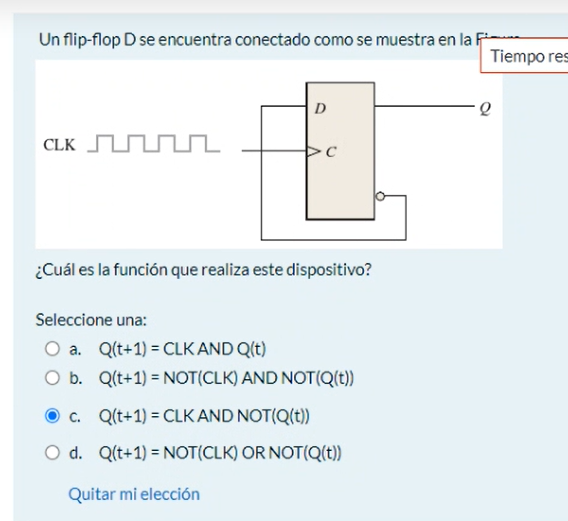 Un flip-flop D se encuentra conectado como se muestra en la
Tiempo
CLK
D
C
Q
¿Cuál es la función que realiza este dispositivo?
Seleccione una:
a. Q(t+1) = CLK AND Q(t)
b. Q(t+1) = NOT(CLK) AND NOT(Q(t))
c. Q(t+1) = CLK AND NOT(Q(t))
d. Q(t+1) = NOT(CLK) OR NOT(Q(t))
Quitar mi elección